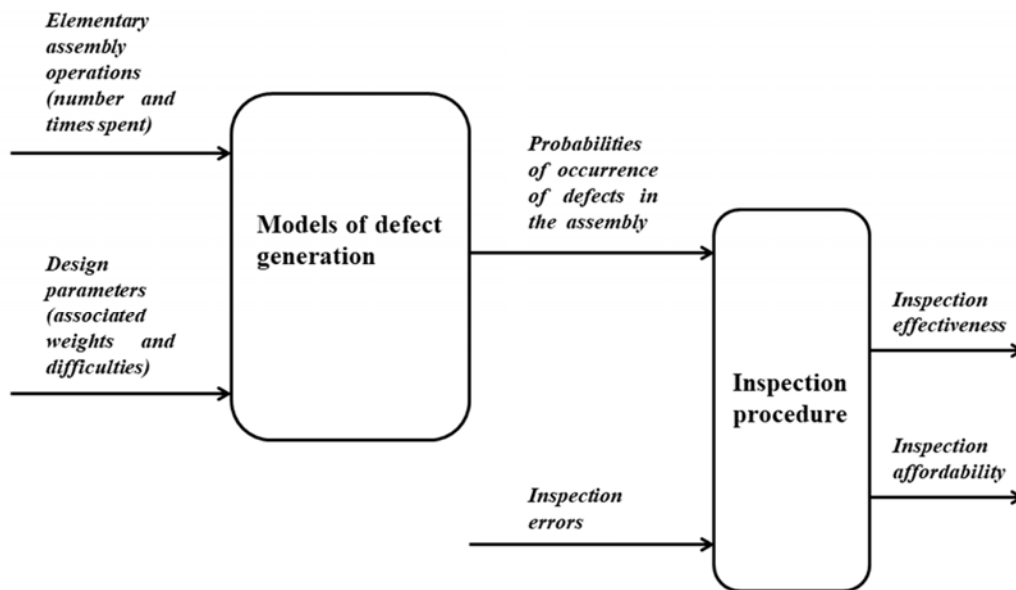 Elementary
assembly
operations
(number and
times spent)
Design
parameters
(associated
weights and
difficulties)
Models of defect
generation
Probabilities
of occurrence
of defects in
the assembly
Inspection
errors
Inspection
procedure
Inspection
effectiveness
Inspection
affordability